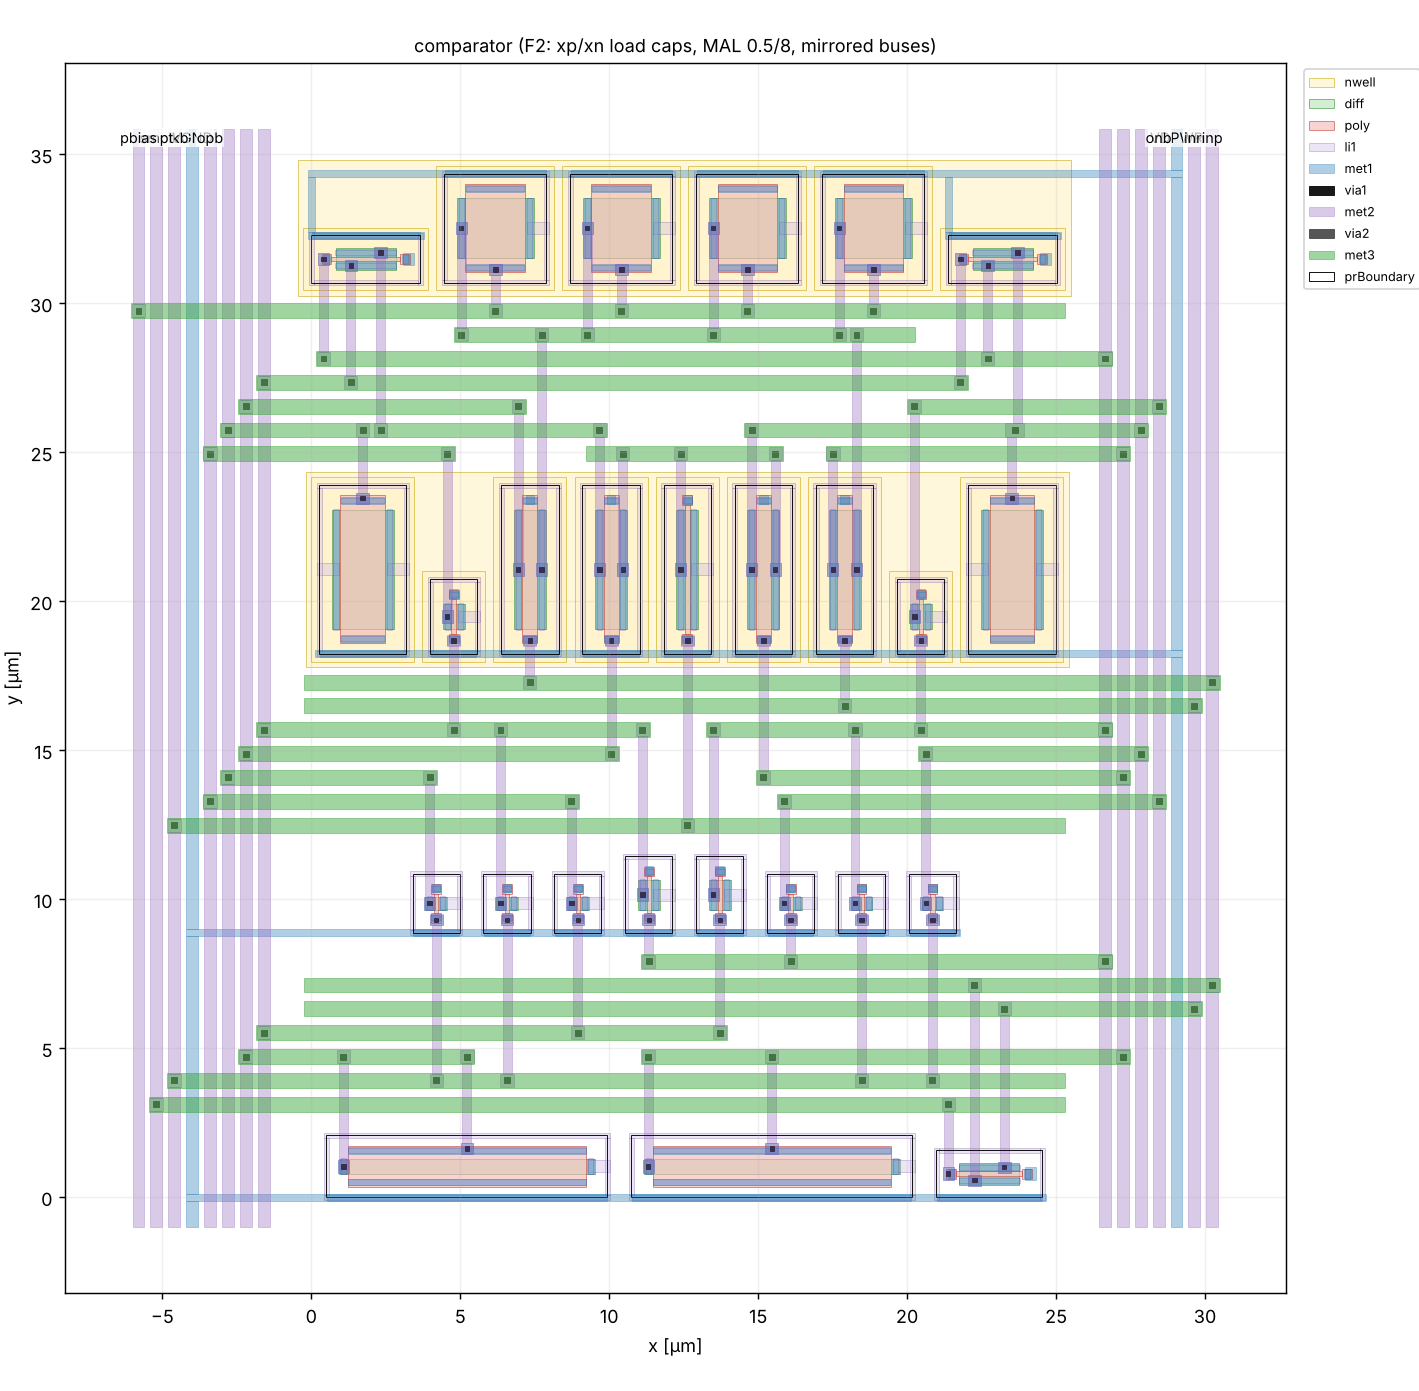 comparator (F2: xp/xn load caps, MAL 0.5/8, mirrored buses)
nwell
diff
poly
li1
met1
via1
met2
via2
met3
prBoundary
35
30
25
20
15
10
5
0
y [µm]
−5
0
5
10
15
20
25
30
x [µm]